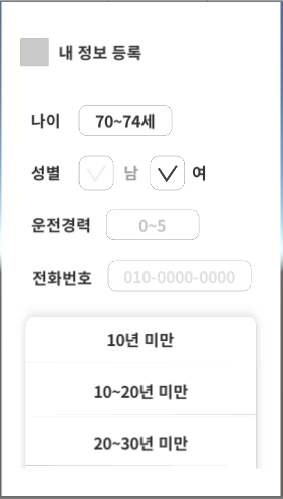 내 정보 등록
나이 70~74세
성별 남 여
운전경력 0~5
전화번호 010-0000-0000
10년 미만
10~20년 미만
20~30년 미만